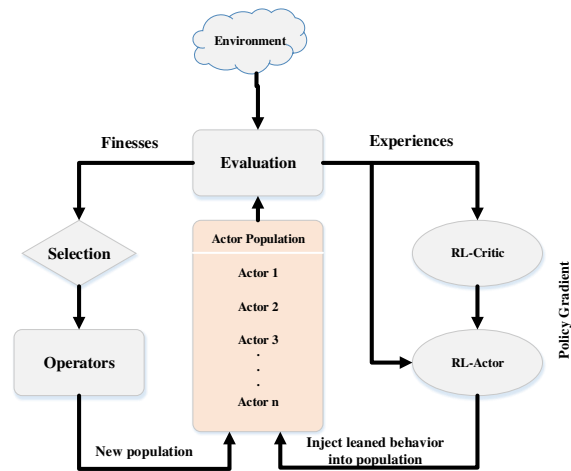 Environment
Finesses
Experiences
Evaluation
Selection
Actor Population
RL-Critic
Actor 1
Actor 2
Actor 3
.
.
.
Actor n
Operators
RL-Actor
Policy Gradient
New population
Inject leaned behavior
into population